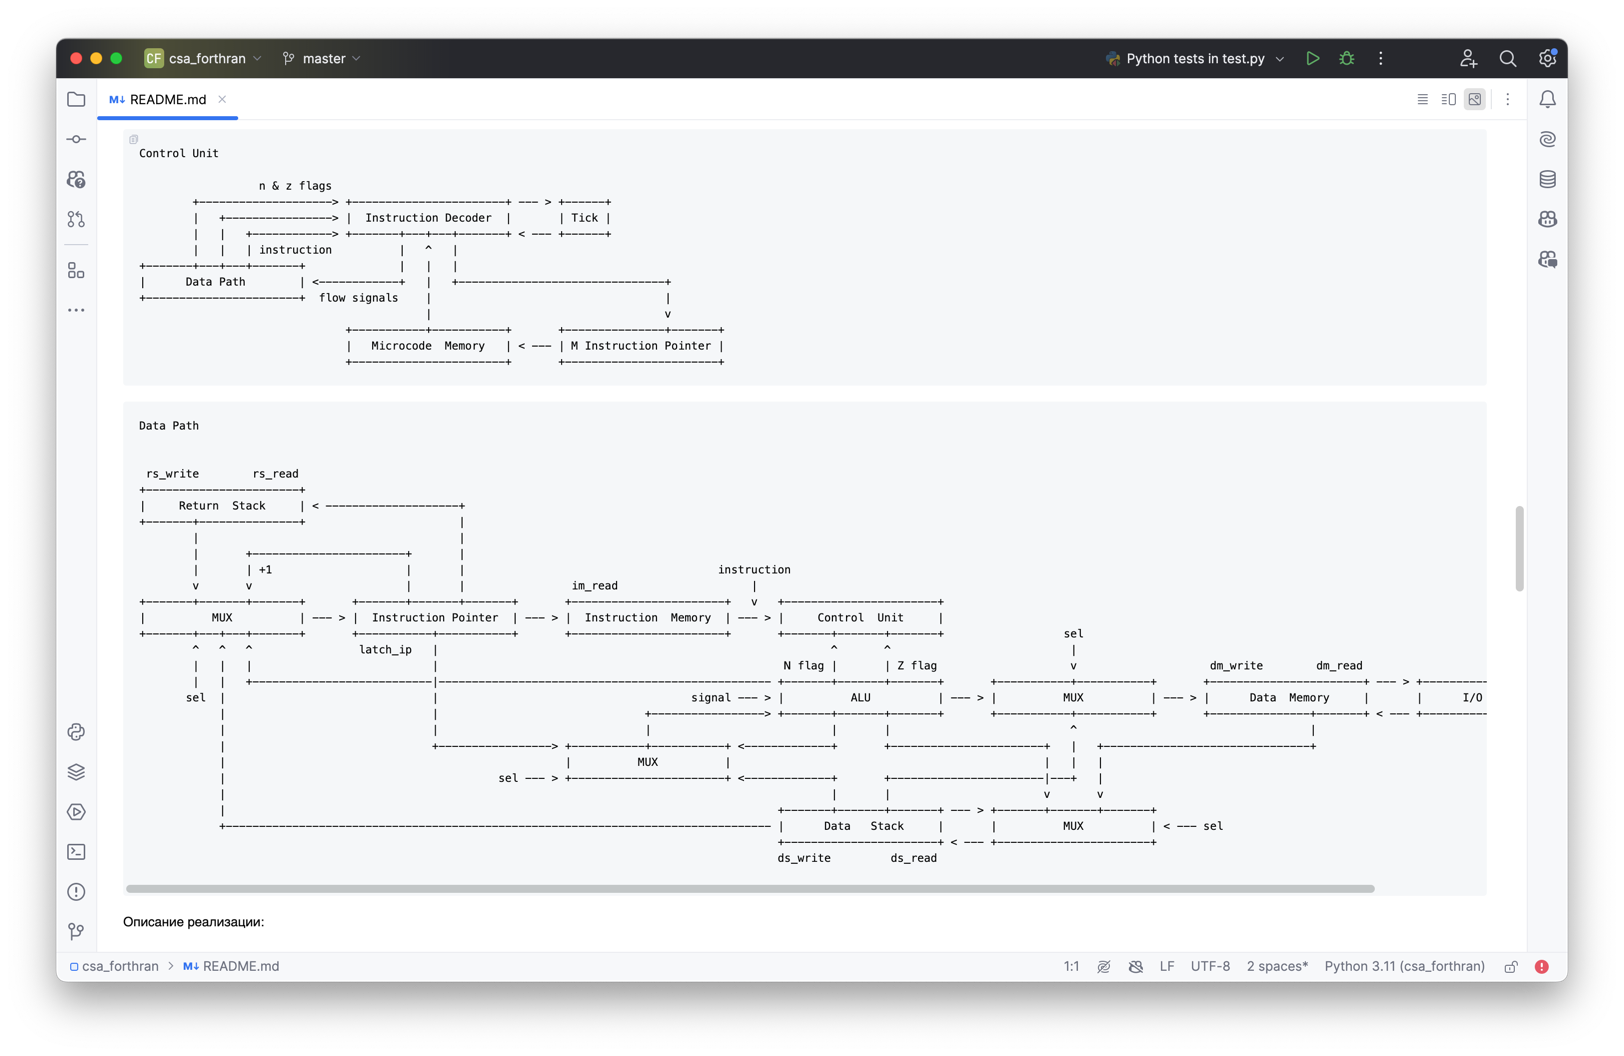 CF csa_forthran master Python tests in test.py
M↓ README.md
Control Unit
n & z flags
+--------------------> +-----------------------+ --- > +------+
| +----------------> | Instruction Decoder | | Tick |
| | +-------------> +-------+---+---+-------+ < --- +------+
| | | instruction | ^ |
+-------+---+---+-------+ | | |
| Data Path | <------------+ | +-------------------------------+
+-----------------------+ flow signals | |
| v
+-----------+-----------+ +---------------+-------+
| Microcode Memory | < --- | M Instruction Pointer |
+-----------------------+ +-----------------------+
Data Path
rs_write rs_read
+-----------------------+
| Return Stack | < --------------------+
+-------+---------------+ |
| |
| +-----------------------+ |
| | +1 | | instruction
v v | | im_read |
+-------+-------+-------+ +-------+-------+-------+ +-----------------------+ v +-----------------------+
| MUX | --- > | Instruction Pointer | --- > | Instruction Memory | --- > | Control Unit |
+-------+---+---+-------+ +-----------+-----------+ +-----------------------+ +-------+-------+-------+ sel
^ ^ ^ latch_ip | ^ ^ |
| | | | N flag | | Z flag v dm_write dm_read
| | +---------------------------|-------------------------------------------------- +-------+-------+-------+ +-----------+-----------+ +-----------------------+ --- > +----------
sel | | signal --- > | ALU | --- > | MUX | --- > | Data Memory | | I/O
| | +-----------------> +-------+-------+-------+ +-----------+-----------+ +---------------+-------+ < --- +----------
| | | | | ^ |
| +-----------------> +-----------+-----------+ <-------------+ +-----------------------+ | +-------------------------------+
| | MUX | | | |
| sel --- > +-----------------------+ <-------------+ +-----------------------|---+ |
| | | v v
| +-------+-------+-------+ --- > +-------+-------+-------+
+---------------------------------------------------------------------------------- | Data Stack | | MUX | < --- sel
+-----------------------+ < --- +-----------------------+
ds_write ds_read
Описание реализации:
csa_forthran > M↓ README.md 1:1 LF UTF-8 2 spaces* Python 3.11 (csa_forthran)